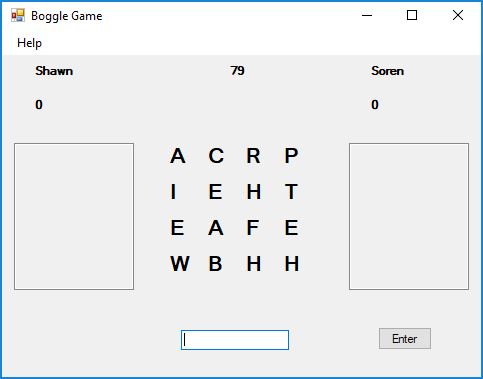 Boggle Game
Help
Shawn 79 Soren
0 0
A C R P
I E H T
E A F E
W B H H
Enter